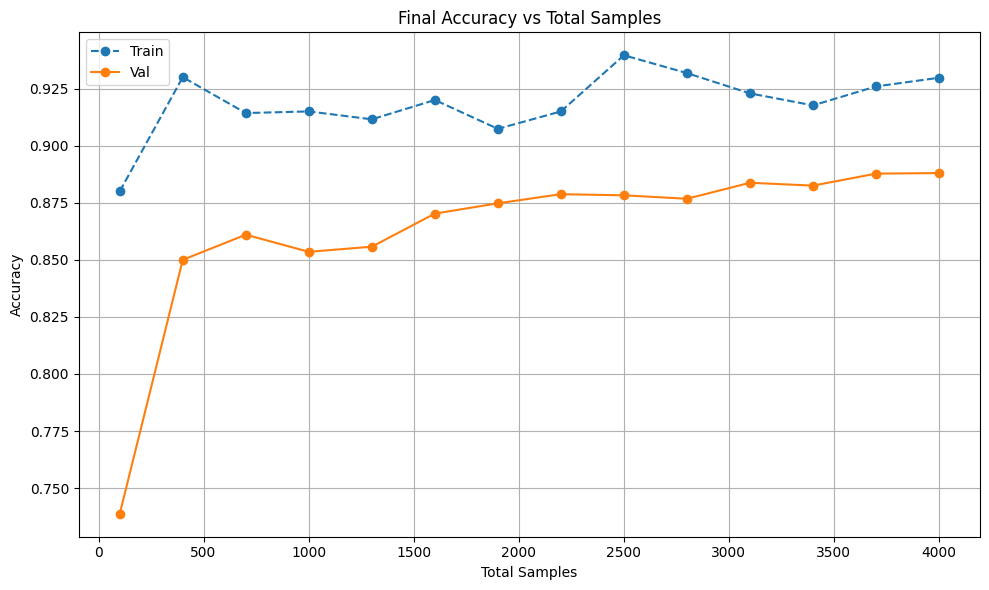 Final Accuracy vs Total Samples
Train
Val
Accuracy
0.925
0.900
0.875
0.850
0.825
0.800
0.775
0.750
0 500 1000 1500 2000 2500 3000 3500 4000
Total Samples